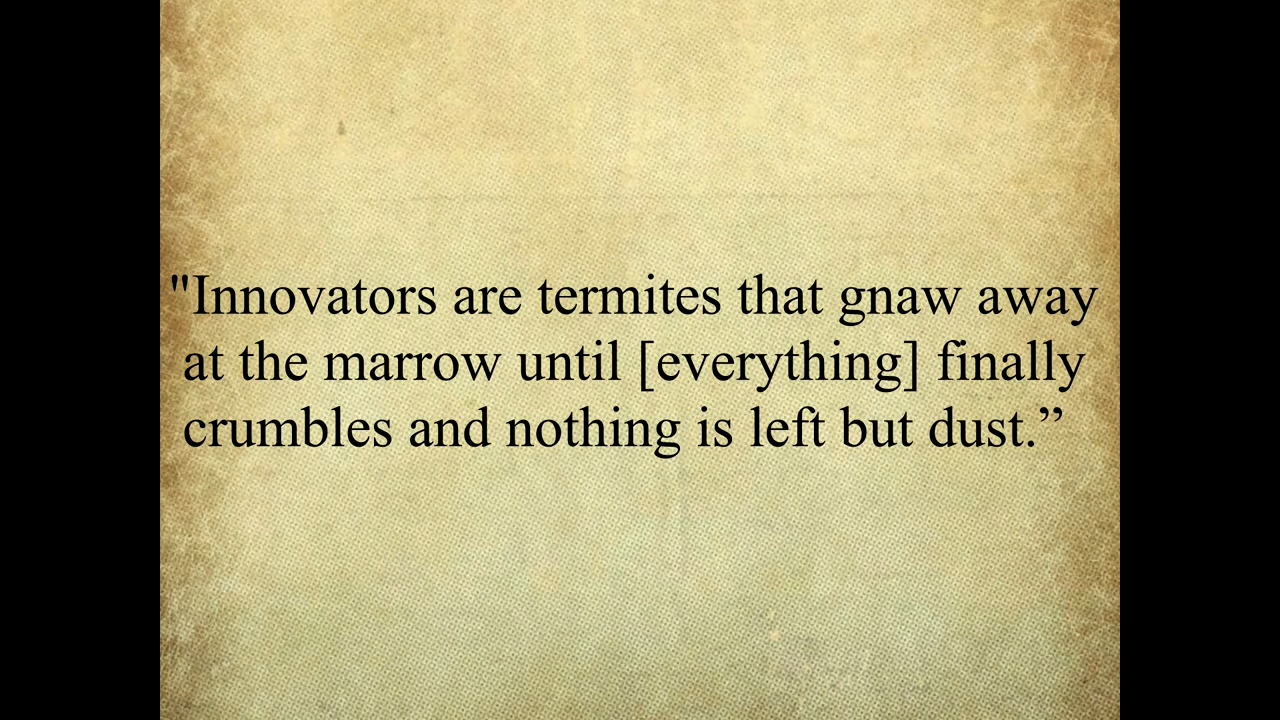 "Innovators are termites that gnaw away
at the marrow until [everything] finally
crumbles and nothing is left but dust.”